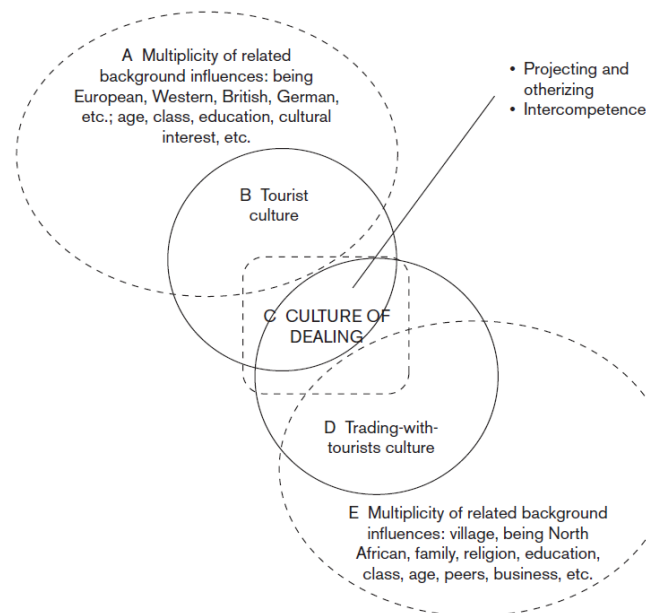 A Multiplicity of related
background influences: being
European, Western, British, German,
etc.; age, class, education, cultural
interest, etc.
• Projecting and
otherizing
• Intercompetence
B Tourist
culture
C CULTURE OF
DEALING
D Trading-with-
tourists culture
E Multiplicity of related background
influences: village, being North
African, family, religion, education,
class, age, peers, business, etc.